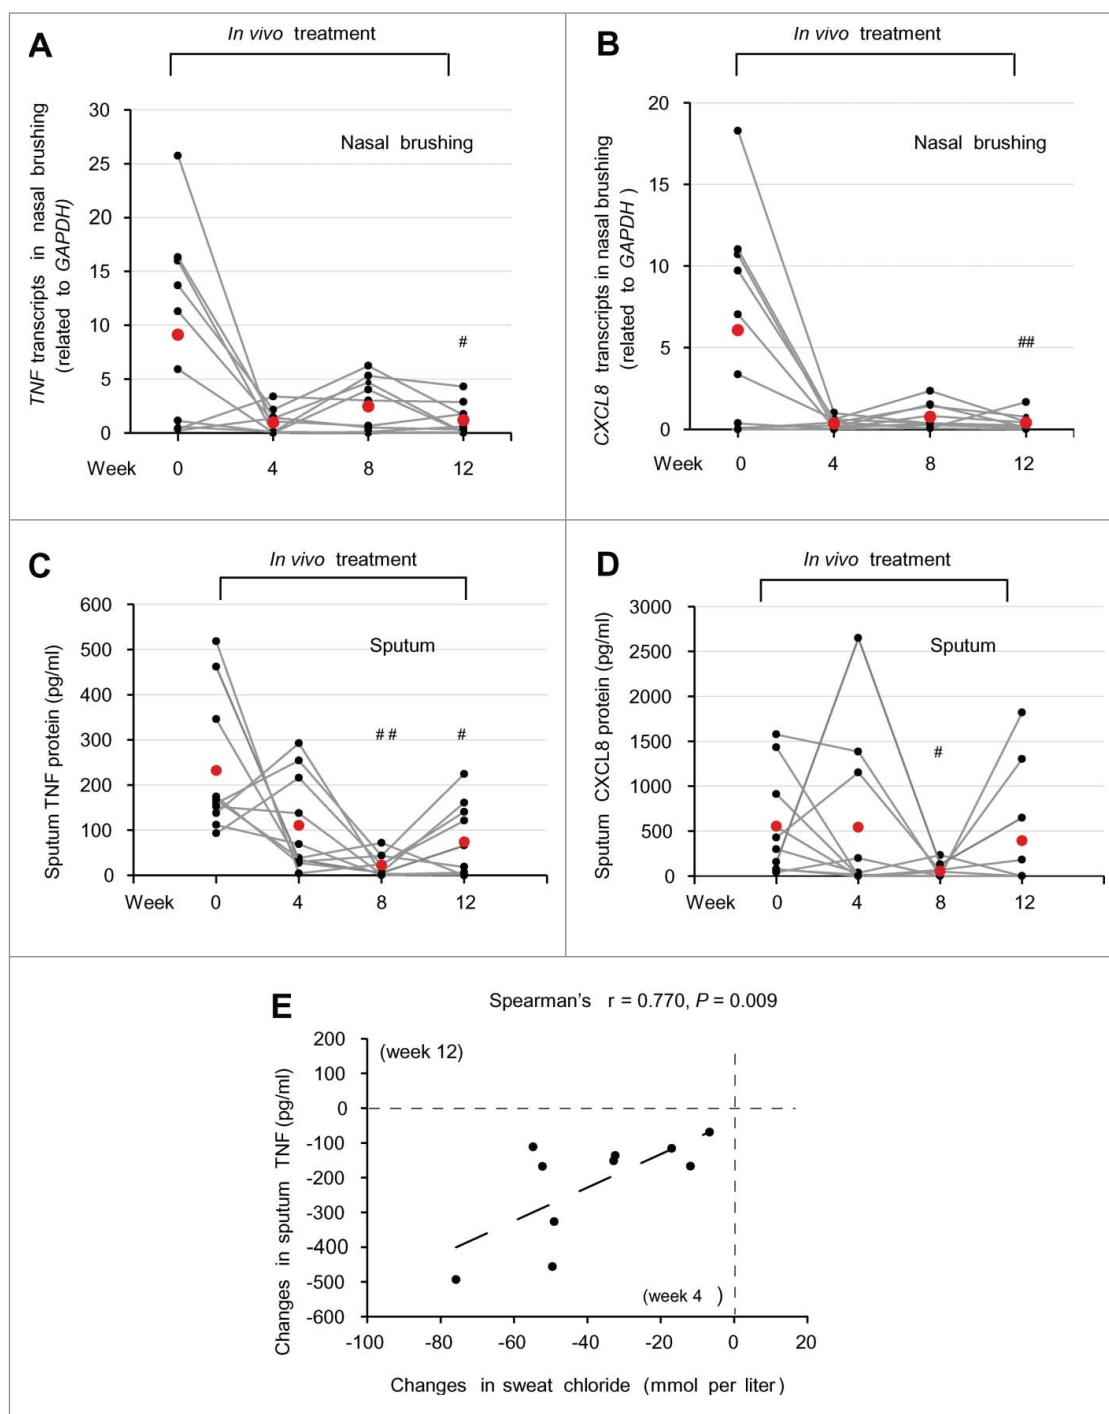 A
In vivo treatment
TNF transcripts in nasal brushing
(related to GAPDH)
30
25
20
15
10
5
0
Nasal brushing
#
Week 0 4 8 12
B
In vivo treatment
CXCL8 transcripts in nasal brushing
(related to GAPDH )
20
15
10
5
0
Nasal brushing
##
Week 0 4 8 12
C
In vivo treatment
Sputum TNF protein (pg/ml)
600
500
400
300
200
100
0
Sputum
# #
#
Week 0 4 8 12
D
In vivo treatment
Sputum CXCL8 protein (pg/ml)
3000
2500
2000
1500
1000
500
0
Sputum
#
Week 0 4 8 12
E
Spearman's r = 0.770, P = 0.009
Changes in sputum TNF (pg/ml)
200
100
0
-100
-200
-300
-400
-500
-600
(week 12)
(week 4 )
-100 -80 -60 -40 -20 0 20
Changes in sweat chloride (mmol per liter)